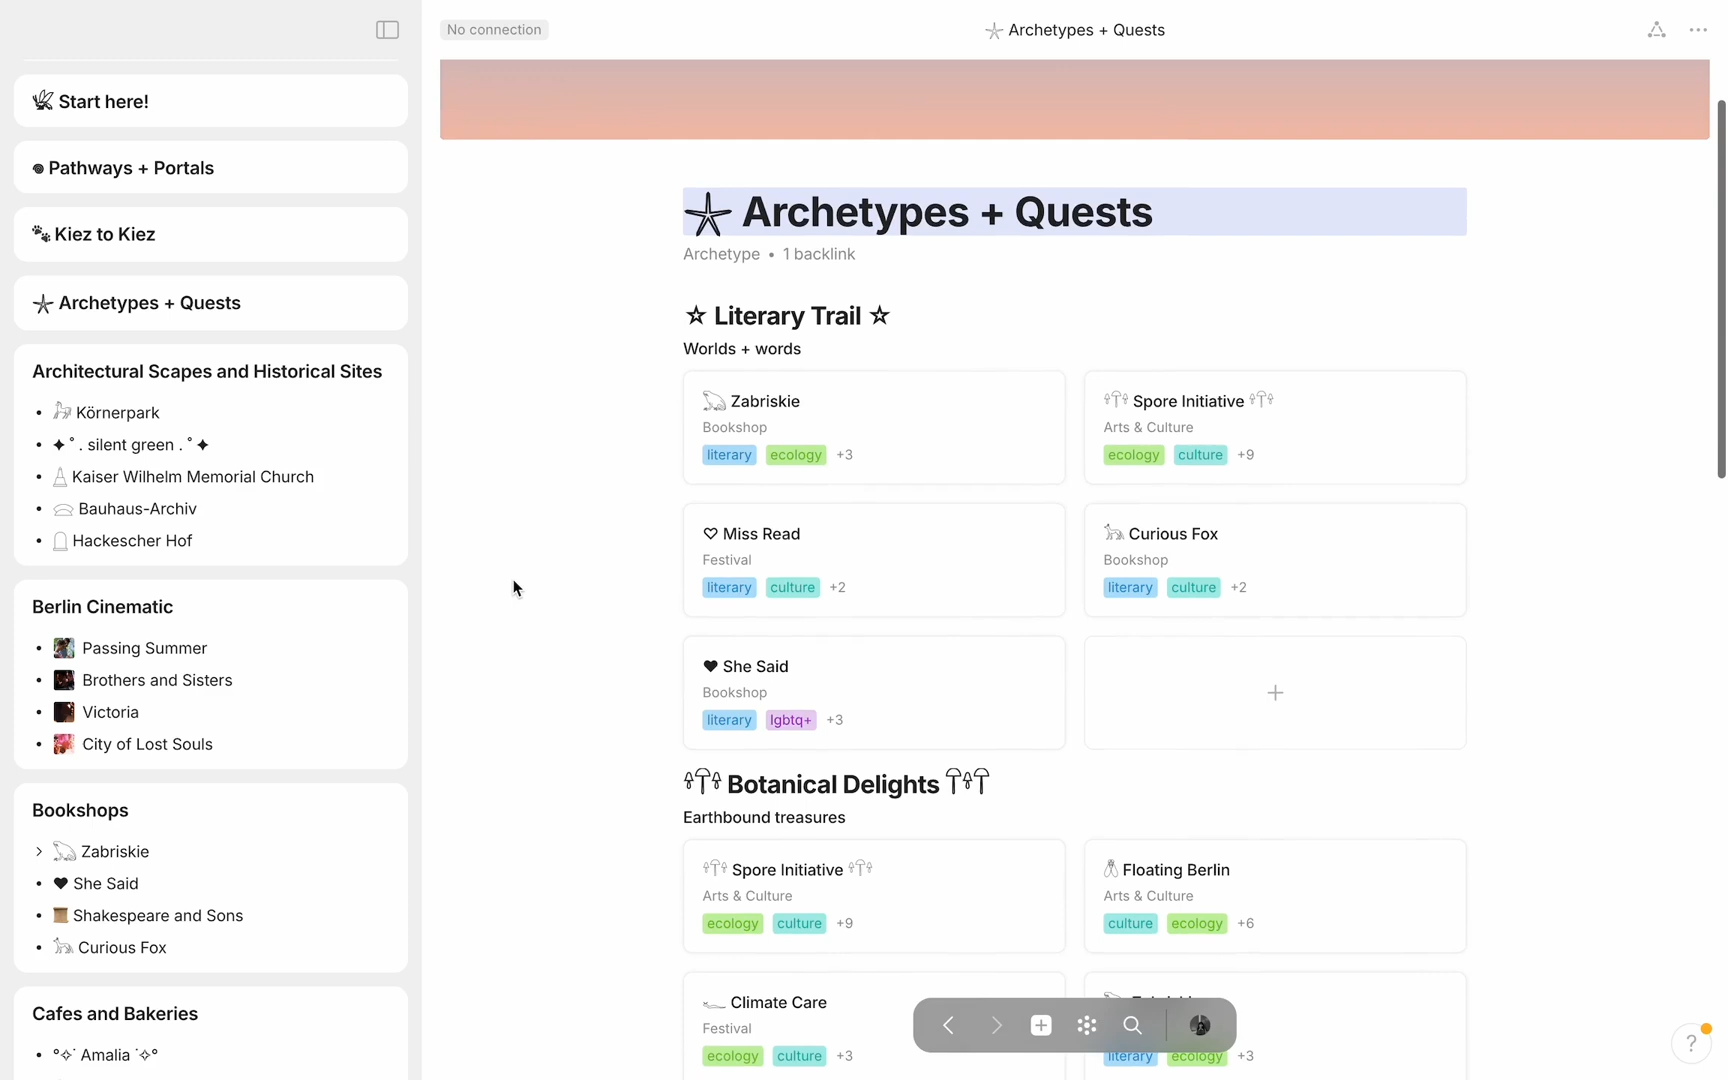 No connection
Archetypes + Quests
Start here!
Pathways + Portals
Kiez to Kiez
Archetypes + Quests
Architectural Scapes and Historical Sites
• Körnerpark
• ✦ ˚ . silent green . ˚ ✦
• Kaiser Wilhelm Memorial Church
• Bauhaus-Archiv
• Hackescher Hof
Berlin Cinematic
• Passing Summer
• Brothers and Sisters
• Victoria
• City of Lost Souls
Bookshops
Zabriskie
• ♥ She Said
• Shakespeare and Sons
• Curious Fox
Cafes and Bakeries
• °✧˙ Amalia ˙✧°
Archetypes + Quests
Archetype • 1 backlink
☆ Literary Trail ☆
Worlds + words
Zabriskie
Bookshop
literary ecology +3
Spore Initiative
Arts & Culture
ecology culture +9
♡ Miss Read
Festival
literary culture +2
Curious Fox
Bookshop
literary culture +2
♥ She Said
Bookshop
literary lgbtq+ +3
Botanical Delights
Earthbound treasures
Spore Initiative
Arts & Culture
ecology culture +9
Floating Berlin
Arts & Culture
culture ecology +6
Climate Care
Festival
ecology culture +3
literary ecology +3
?